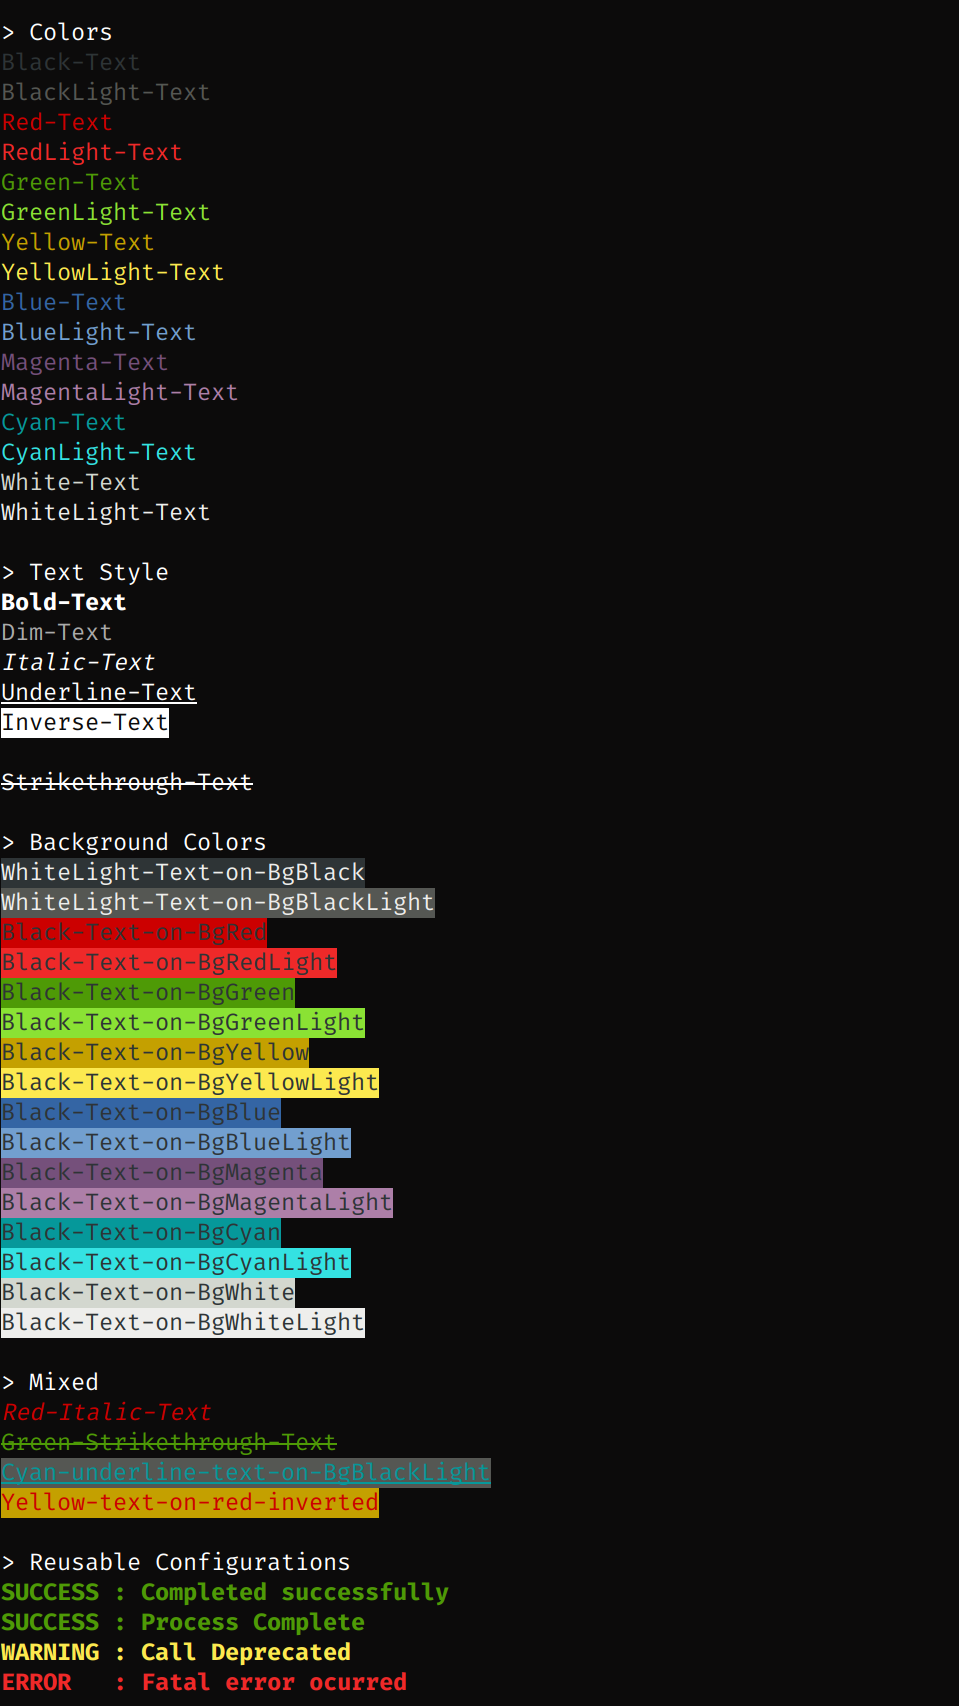 > Colors
Black-Text
BlackLight-Text
Red-Text
RedLight-Text
Green-Text
GreenLight-Text
Yellow-Text
YellowLight-Text
Blue-Text
BlueLight-Text
Magenta-Text
MagentaLight-Text
Cyan-Text
CyanLight-Text
White-Text
WhiteLight-Text

> Text Style
Bold-Text
Dim-Text
Italic-Text
Underline-Text
Inverse-Text

Strikethrough-Text

> Background Colors
WhiteLight-Text-on-BgBlack
WhiteLight-Text-on-BgBlackLight
Black-Text-on-BgRed
Black-Text-on-BgRedLight
Black-Text-on-BgGreen
Black-Text-on-BgGreenLight
Black-Text-on-BgYellow
Black-Text-on-BgYellowLight
Black-Text-on-BgBlue
Black-Text-on-BgBlueLight
Black-Text-on-BgMagenta
Black-Text-on-BgMagentaLight
Black-Text-on-BgCyan
Black-Text-on-BgCyanLight
Black-Text-on-BgWhite
Black-Text-on-BgWhiteLight

> Mixed
Red-Italic-Text
Green-Strikethrough-Text
Cyan-underline-text-on-BgBlackLight
Yellow-text-on-red-inverted

> Reusable Configurations
SUCCESS : Completed successfully
SUCCESS : Process Complete
WARNING : Call Deprecated
ERROR   : Fatal error ocurred